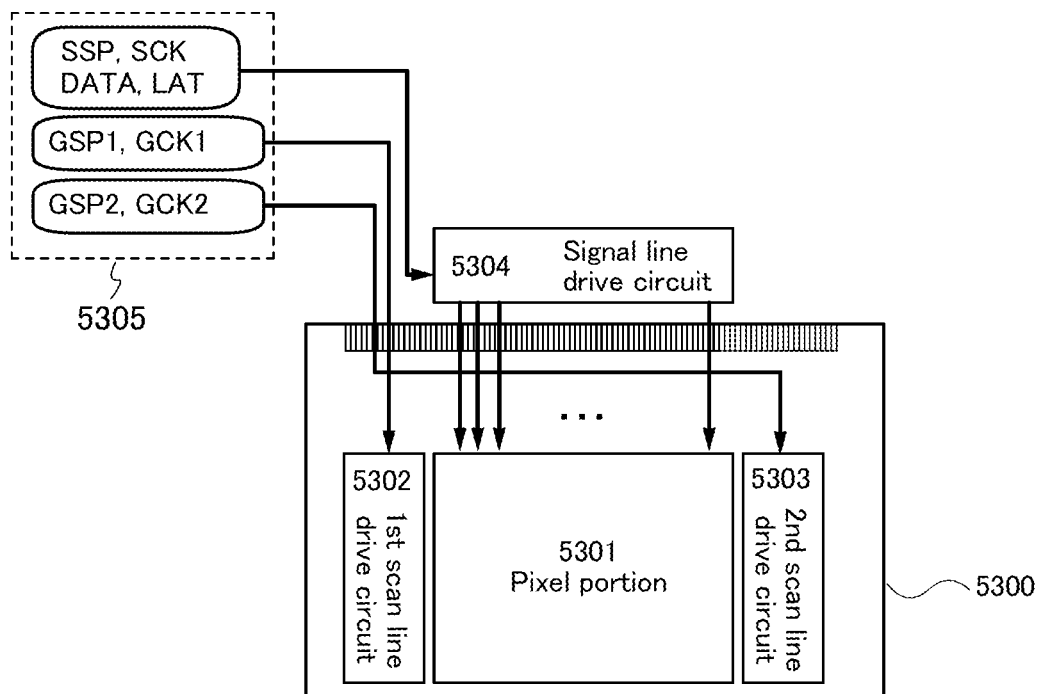 SSP, SCK
DATA, LAT
GSP1, GCK1
GSP2, GCK2
5305
5304
Signal line
drive circuit
...
5302
1st scan line
drive circuit
5301
Pixel portion
5303
2nd scan line
drive circuit
5300